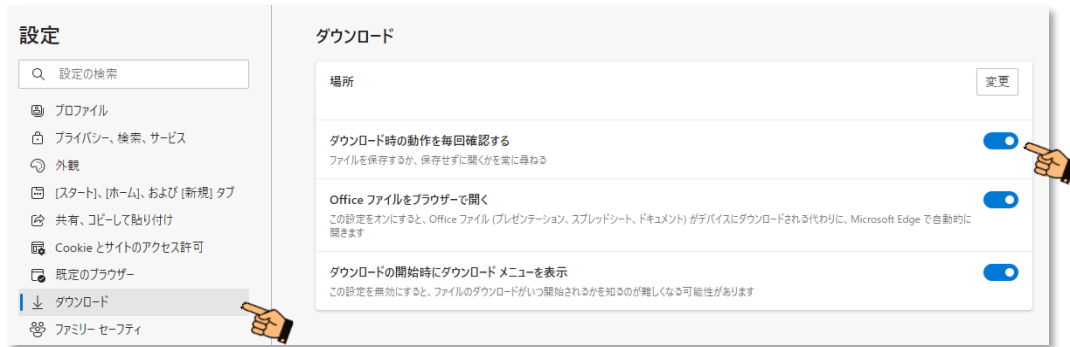 設定
設定の検索
プロファイル
プライバシー、検索、サービス
外観
[スタート]、[ホーム]、および [新規] タブ
共有、コピーして貼り付け
Cookie とサイトのアクセス許可
既定のブラウザー
ダウンロード
ファミリー セーフティ
ダウンロード
場所
変更
ダウンロード時の動作を毎回確認する
ファイルを保存するか、保存せずに開くかを常に尋ねる
Office ファイルをブラウザーで開く
この設定をオンにすると、Office ファイル (プレゼンテーション、スプレッドシート、ドキュメント) がデバイスにダウンロードされる代わりに、Microsoft Edge で自動的に
開きます
ダウンロードの開始時にダウンロード メニューを表示
この設定を無効にすると、ファイルのダウンロードがいつ開始されるかを知るのが難しくなる可能性があります